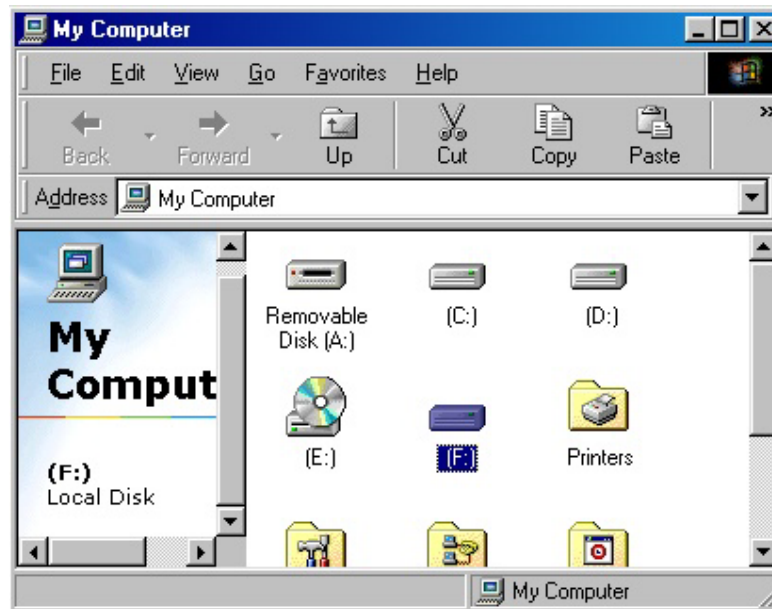 My Computer
File Edit View Go Favorites Help
Back Forward Up Cut Copy Paste »
Address My Computer
My
Comput
(F:)
Local Disk
Removable
Disk (A:)
(C:)
(D:)
(E:)
(F:)
Printers
My Computer